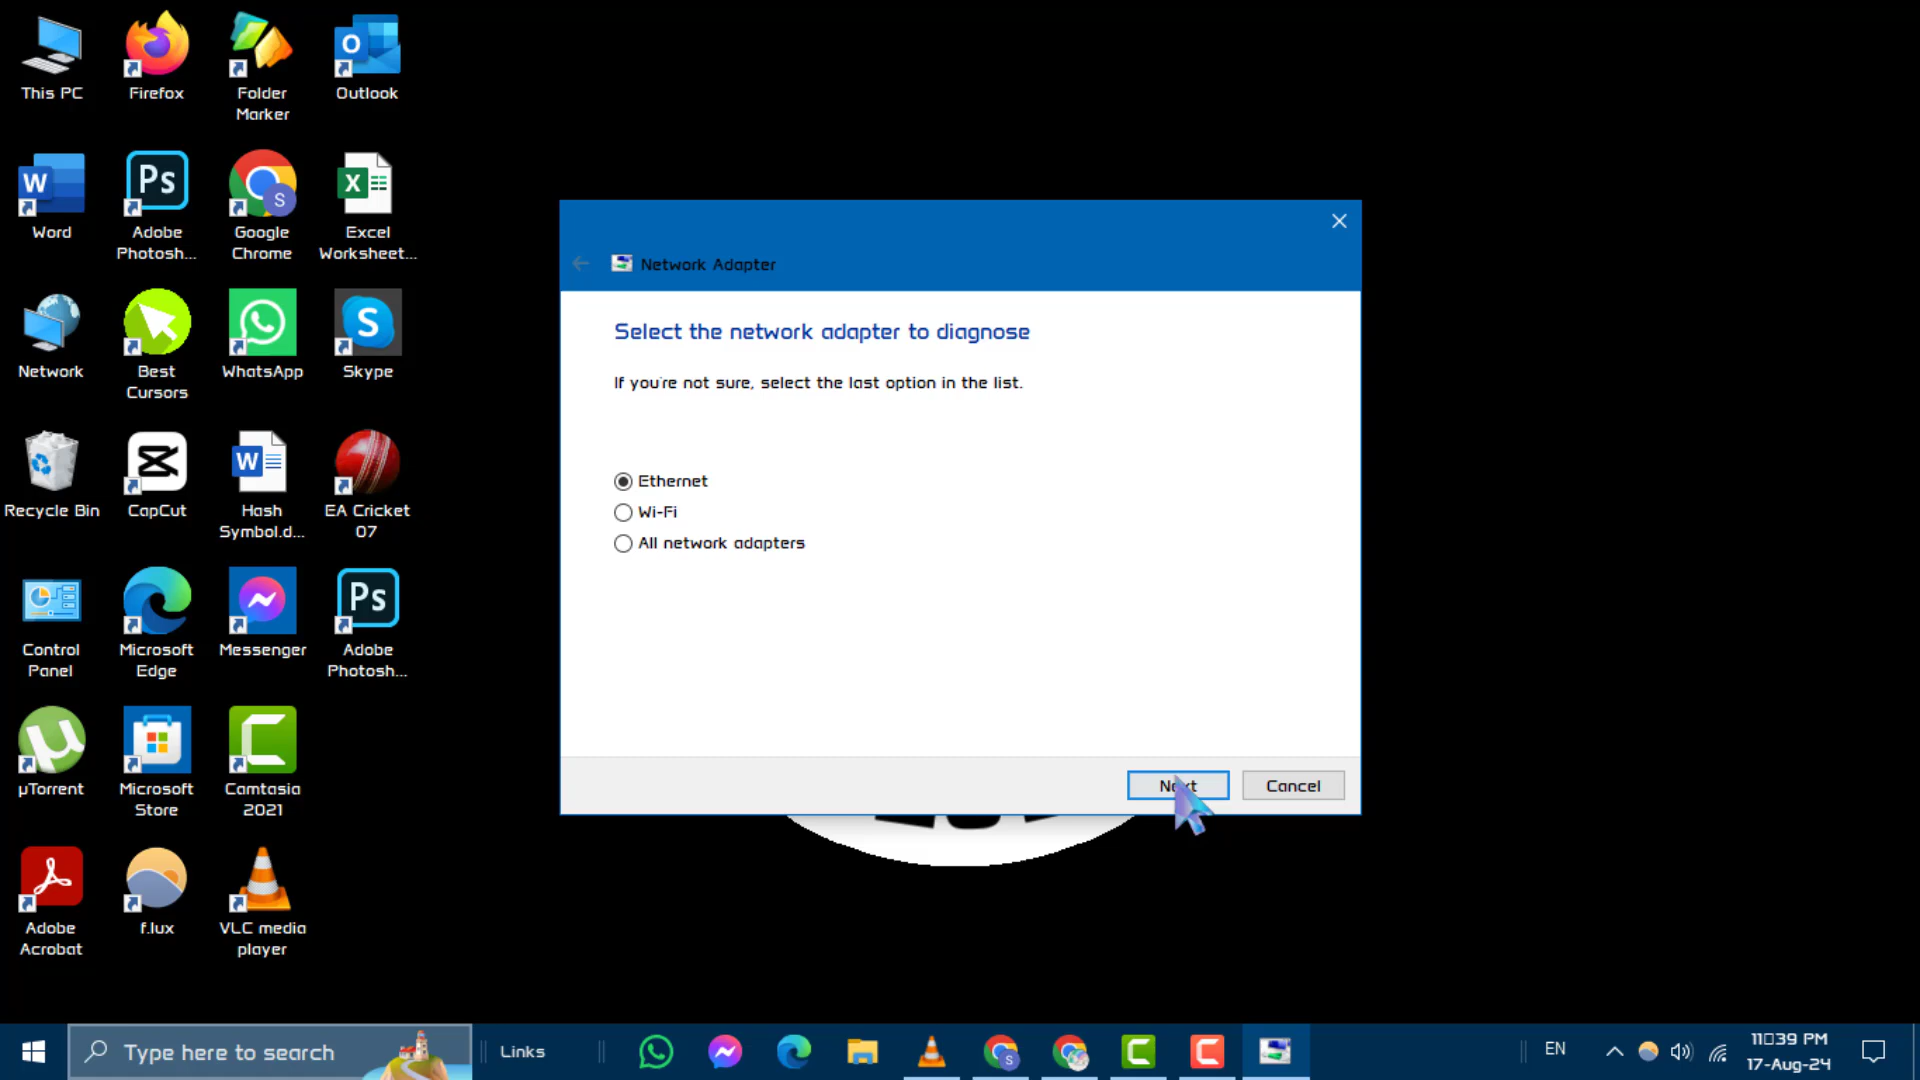 This PC
Firefox
Folder
Marker
Outlook
Word
Adobe
Photosh...
Google
Chrome
Excel
Worksheet...
Network
Best
Cursors
WhatsApp
Skype
Recycle Bin
CapCut
Hash
Symbol.d...
EA Cricket
07
Control
Panel
Microsoft
Edge
Messenger
Adobe
Photosh...
µTorrent
Microsoft
Store
Camtasia
2021
Adobe
Acrobat
f.lux
VLC media
player
Network Adapter
Select the network adapter to diagnose
If you're not sure, select the last option in the list.
Ethernet
Wi-Fi
All network adapters
Next
Cancel
Type here to search
Links
EN
11□39 PM
17-Aug-24